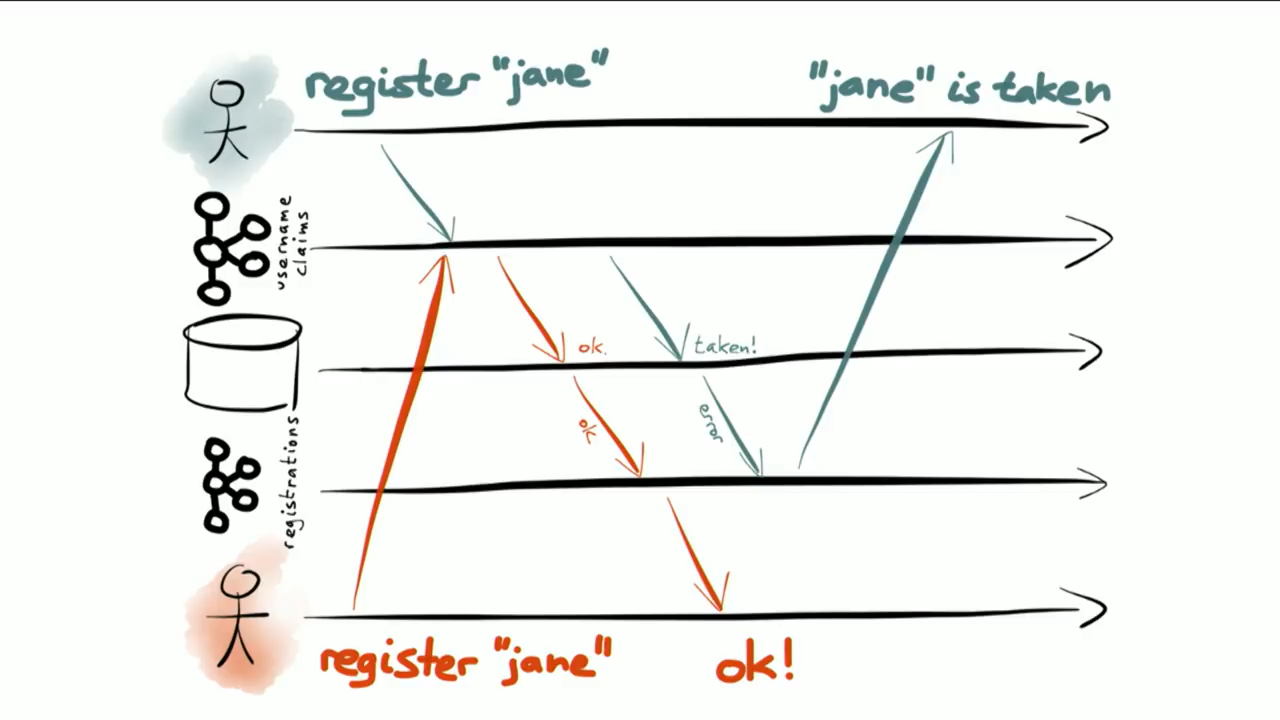 register "jane"
"jane" is taken
username
claims
ok.
taken!
ok
error
registrations
register "jane"
ok!